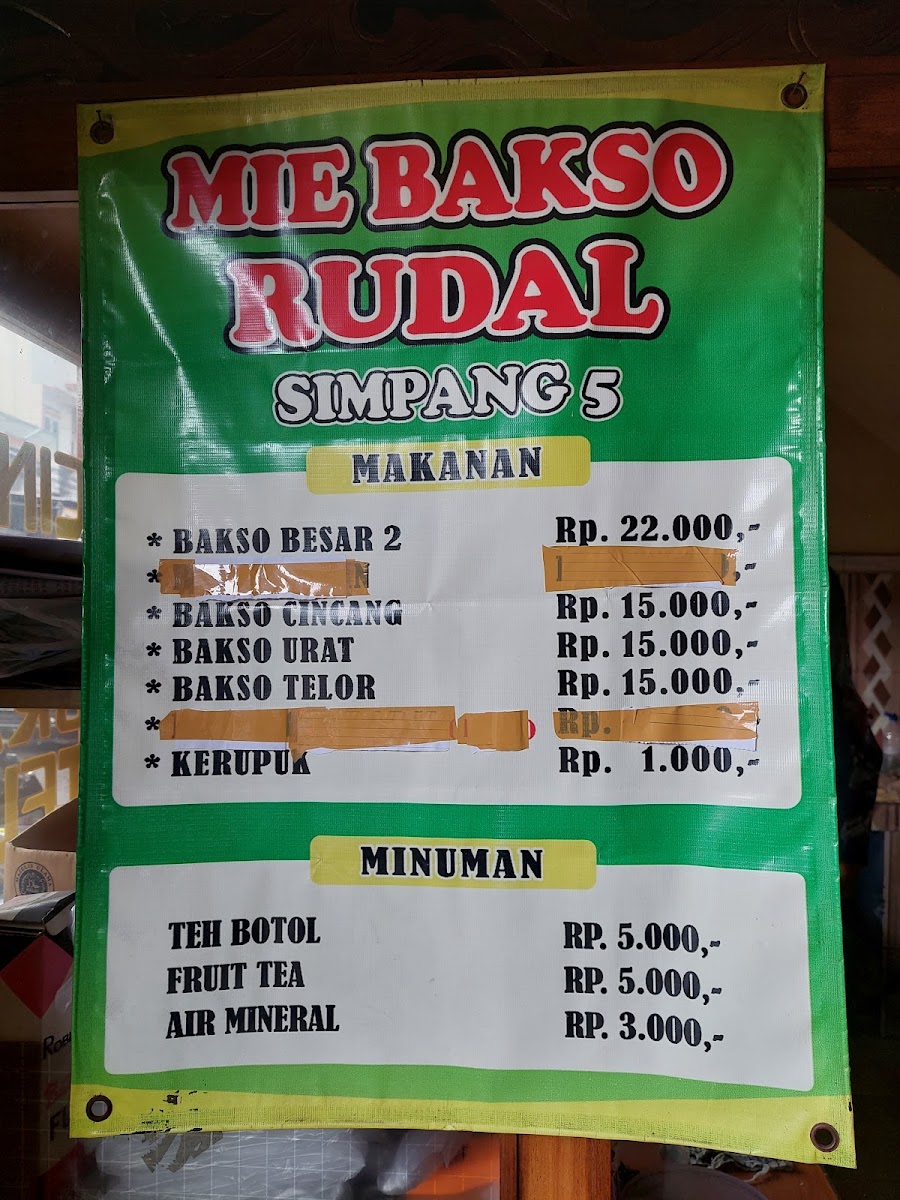 MIE BAKSO
RUDAL
SIMPANG 5
MAKANAN
* BAKSO BESAR 2 Rp. 22.000,-
* ,-
* BAKSO CINCANG Rp. 15.000,-
* BAKSO URAT Rp. 15.000,-
* BAKSO TELOR Rp. 15.000,-
* Rp.
* KERUPUK Rp. 1.000,-
MINUMAN
TEH BOTOL RP. 5.000,-
FRUIT TEA RP. 5.000,-
AIR MINERAL RP. 3.000,-